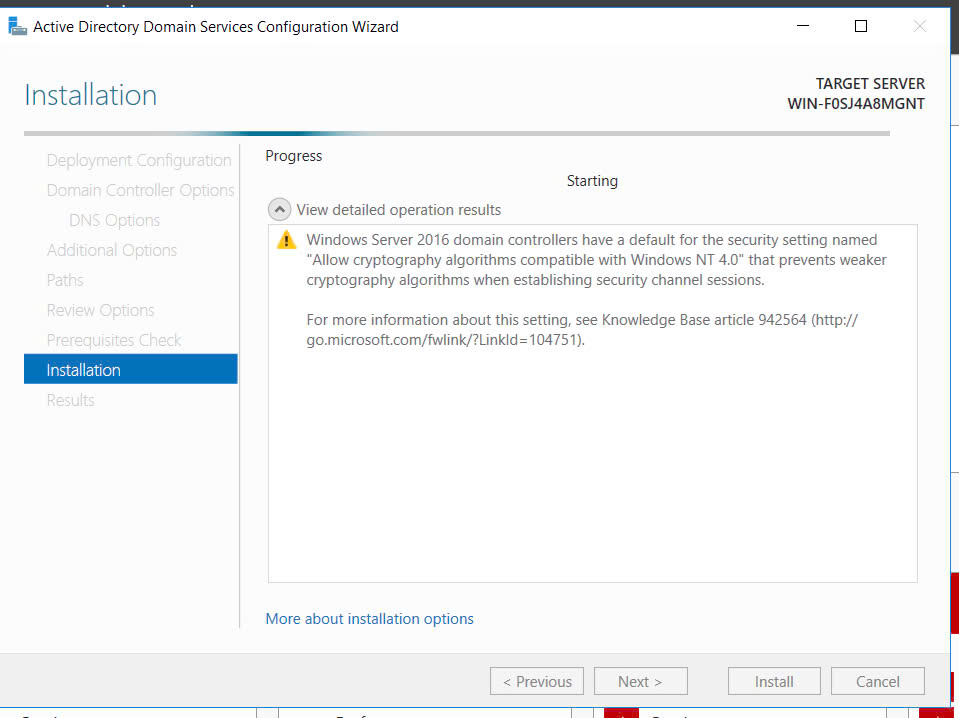 Active Directory Domain Services Configuration Wizard
Installation
TARGET SERVER
WIN-F0SJ4A8MGNT
Deployment Configuration
Domain Controller Options
DNS Options
Additional Options
Paths
Review Options
Prerequisites Check
Installation
Results
Progress
Starting
View detailed operation results
Windows Server 2016 domain controllers have a default for the security setting named
"Allow cryptography algorithms compatible with Windows NT 4.0" that prevents weaker
cryptography algorithms when establishing security channel sessions.
For more information about this setting, see Knowledge Base article 942564 (http://
go.microsoft.com/fwlink/?LinkId=104751).
More about installation options
< Previous
Next >
Install
Cancel